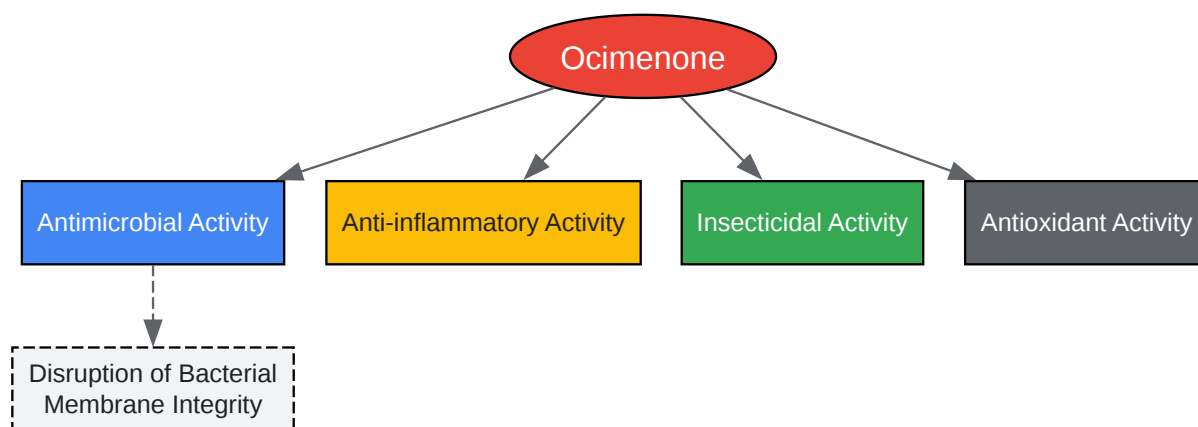 Ocimenone
Antimicrobial Activity
Anti-inflammatory Activity
Insecticidal Activity
Antioxidant Activity
Disruption of Bacterial
Membrane Integrity